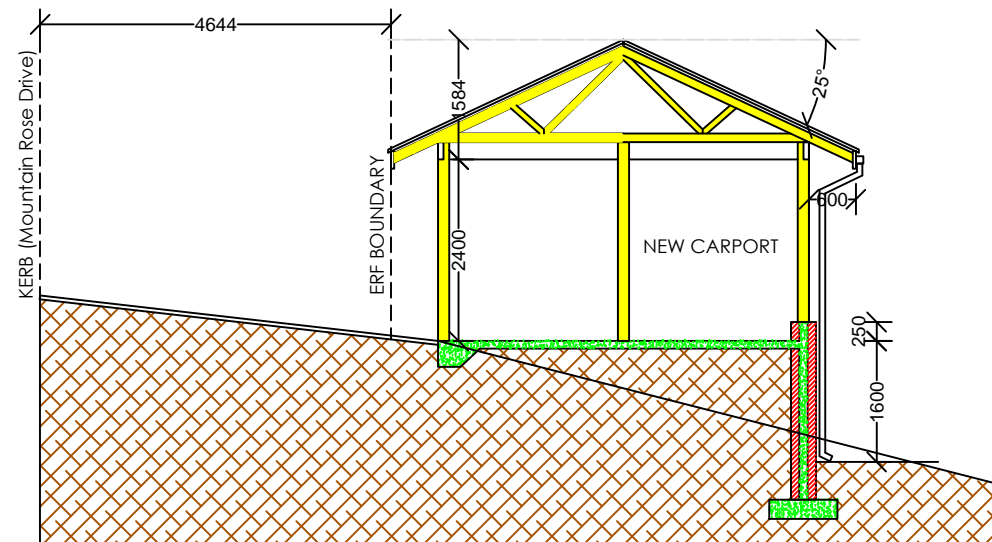 4644
KERB (Mountain Rose Drive)
ERF BOUNDARY
1584
25°
2400
NEW CARPORT
600
250
1600